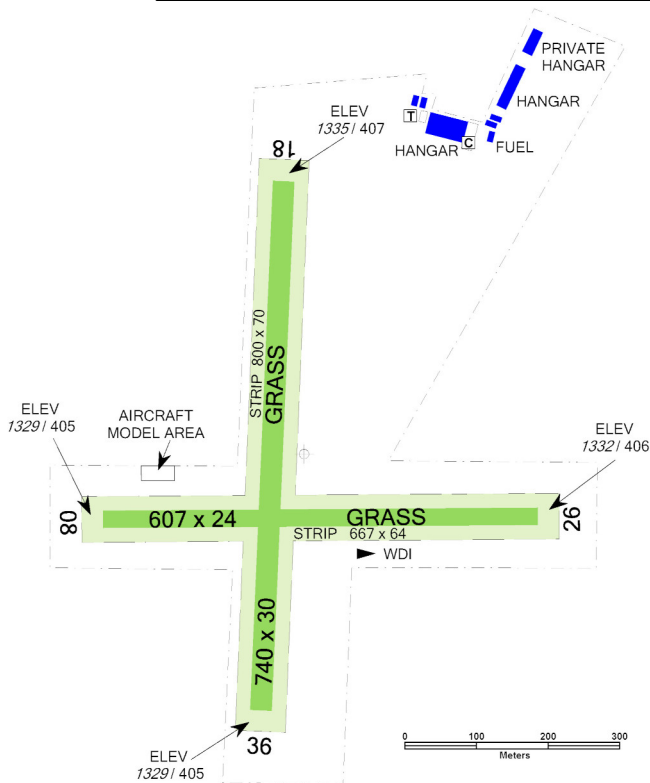 PRIVATE
HANGAR
HANGAR
T
C
HANGAR
FUEL
ELEV
1335 / 407
18
STRIP 800 x 70
GRASS
ELEV
1329 / 405
AIRCRAFT
MODEL AREA
ELEV
1332 / 406
08
607 x 24
GRASS
26
STRIP 667 x 64
WDI
740 x 30
36
ELEV
1329 / 405
0 100 200 300
Meters